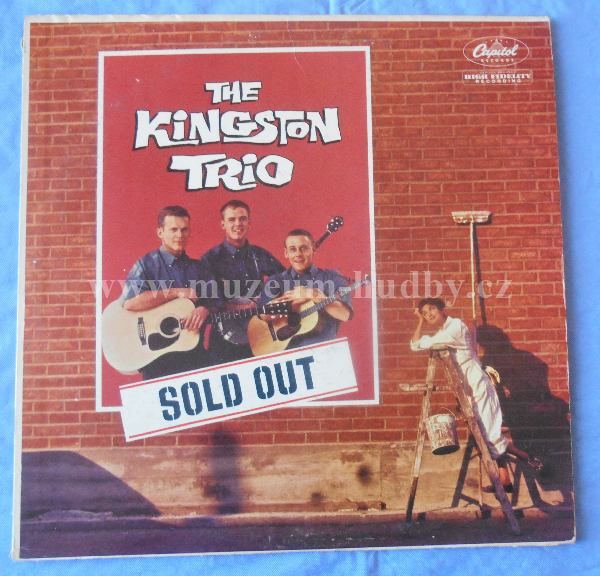 THE
KINGSTON
TRIO
Capitol
RECORDS
HIGH FIDELITY
RECORDING
www.muzeum-hudby.cz
SOLD OUT